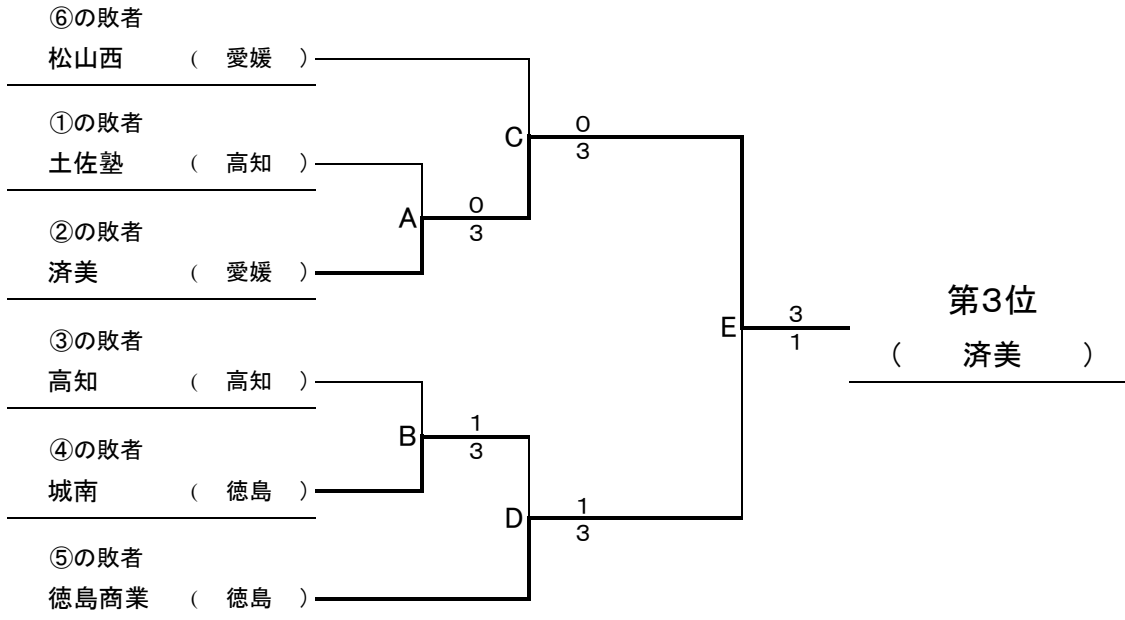 ⑥の敗者
松山西 ( 愛媛 )
①の敗者
土佐塾 ( 高知 )
②の敗者
済美 ( 愛媛 )
③の敗者
高知 ( 高知 )
④の敗者
城南 ( 徳島 )
⑤の敗者
徳島商業 ( 徳島 )
A
0
3
B
1
3
C
0
3
D
1
3
E
3
1
第3位
( 済美 )